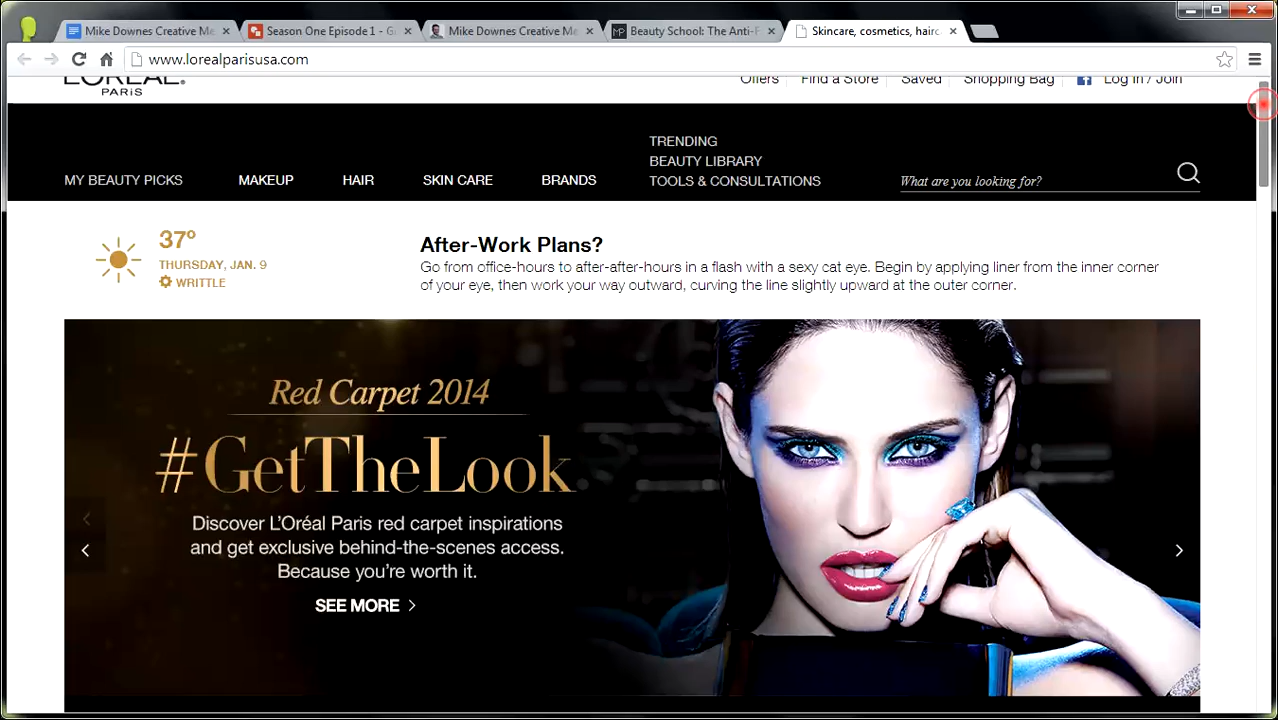 Mike Downes Creative Me
Season One Episode 1 - G
Mike Downes Creative Me
Beauty School: The Anti-F
Skincare, cosmetics, hairc
www.lorealparisusa.com
L'ORÉAL
PARIS
Offers
Find a Store
Saved
Shopping Bag
Log In / Join
TRENDING
BEAUTY LIBRARY
MY BEAUTY PICKS
MAKEUP
HAIR
SKIN CARE
BRANDS
TOOLS & CONSULTATIONS
What are you looking for?
37°
THURSDAY, JAN. 9
WRITTLE
After-Work Plans?
Go from office-hours to after-after-hours in a flash with a sexy cat eye. Begin by applying liner from the inner corner
of your eye, then work your way outward, curving the line slightly upward at the outer corner.
Red Carpet 2014
#GetTheLook
Discover L'Oréal Paris red carpet inspirations
and get exclusive behind-the-scenes access.
Because you're worth it.
SEE MORE